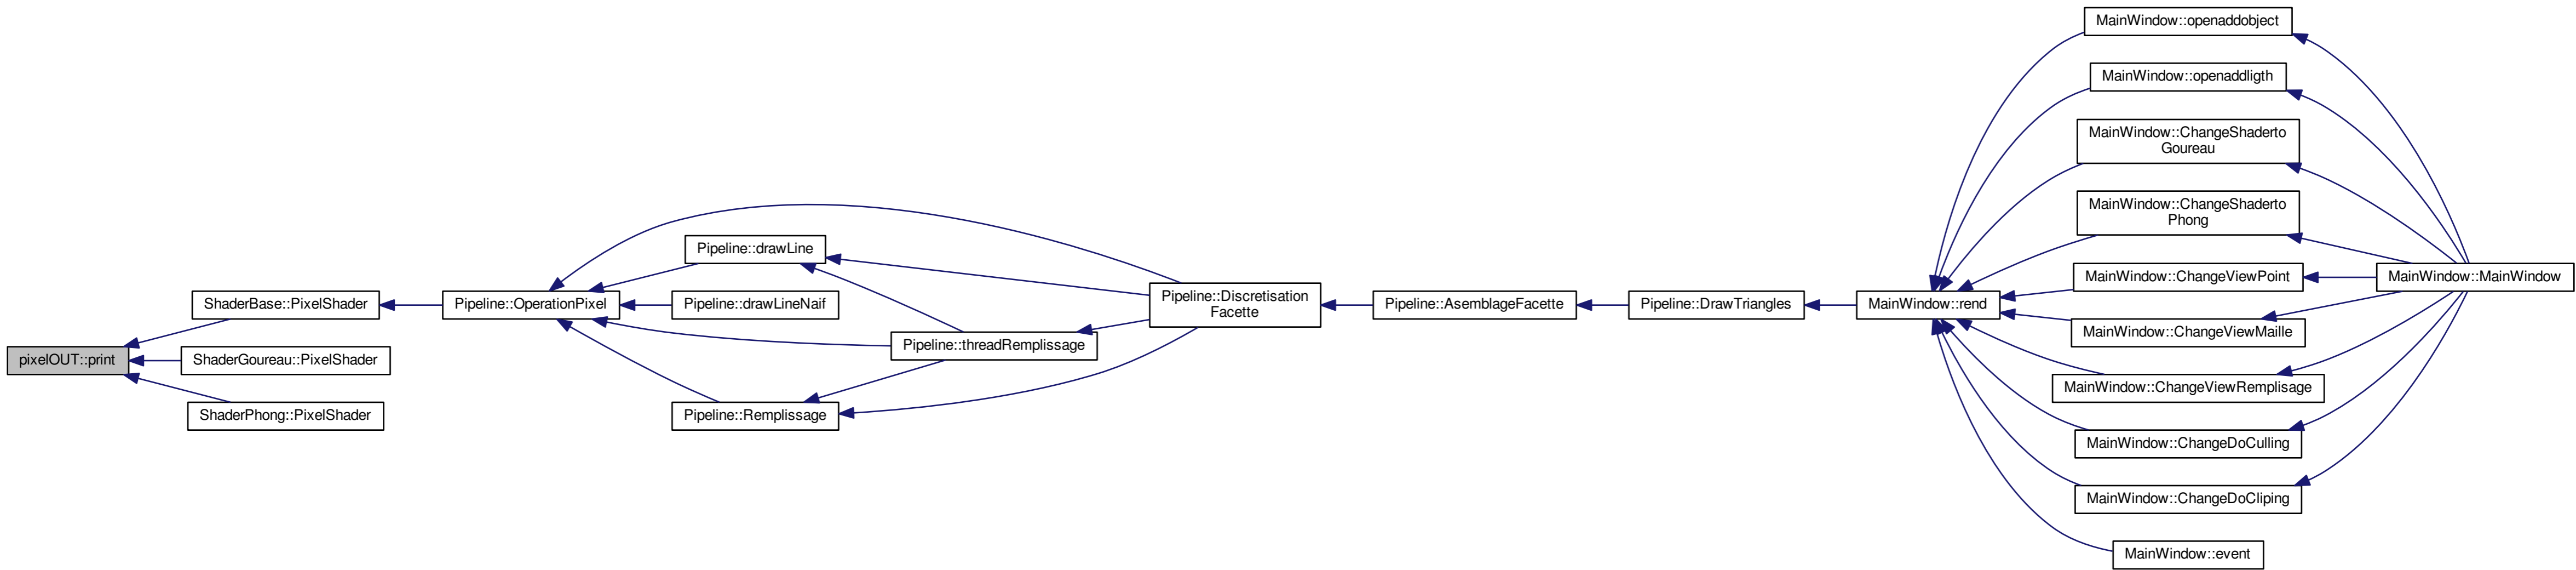 pixelOUT::print
ShaderBase::PixelShader
ShaderGoureau::PixelShader
ShaderPhong::PixelShader
Pipeline::OperationPixel
Pipeline::drawLine
Pipeline::drawLineNaif
Pipeline::threadRemplissage
Pipeline::Remplissage
Pipeline::Discretisation
Facette
Pipeline::AsemblageFacette
Pipeline::DrawTriangles
MainWindow::rend
MainWindow::openaddobject
MainWindow::openaddligth
MainWindow::ChangeShaderto
Goureau
MainWindow::ChangeShaderto
Phong
MainWindow::ChangeViewPoint
MainWindow::ChangeViewMaille
MainWindow::ChangeViewRemplisage
MainWindow::ChangeDoCulling
MainWindow::ChangeDoCliping
MainWindow::event
MainWindow::MainWindow